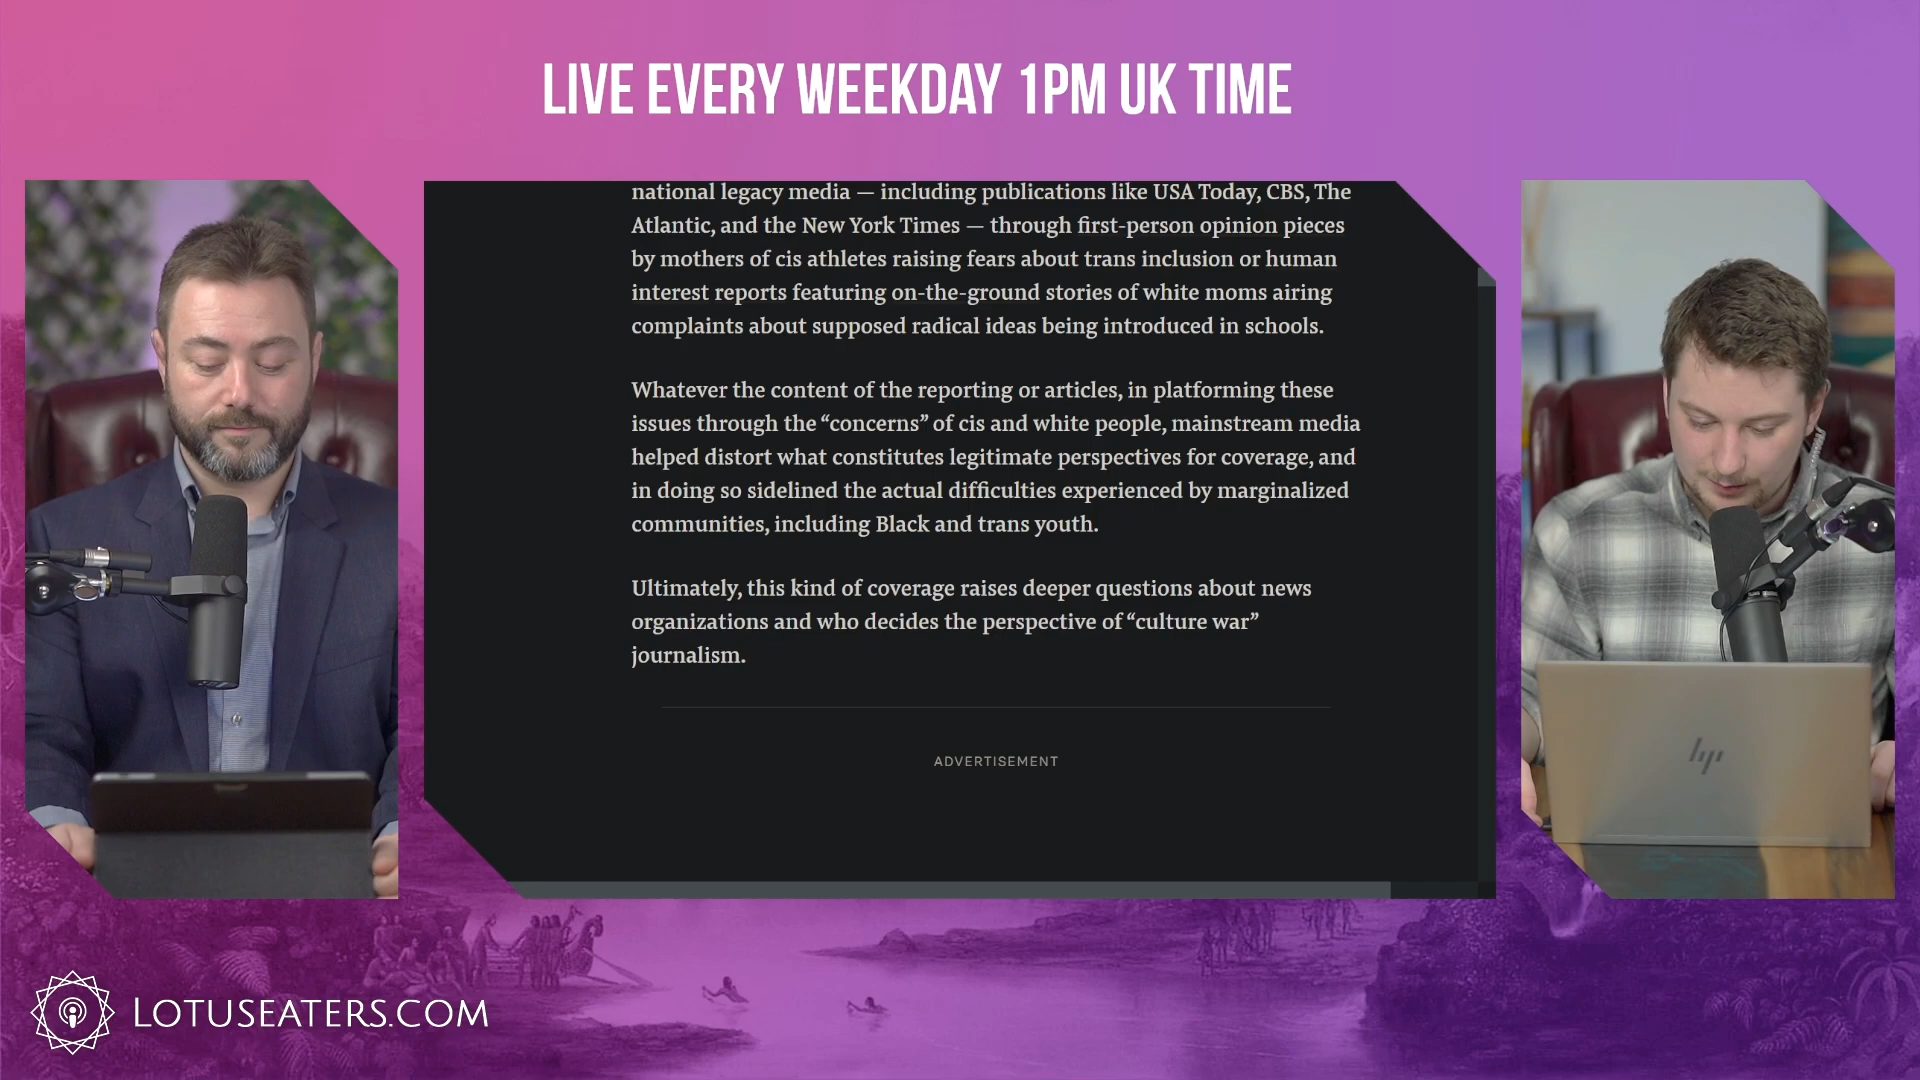 LIVE EVERY WEEKDAY 1PM UK TIME
national legacy media — including publications like USA Today, CBS, The
Atlantic, and the New York Times — through first-person opinion pieces
by mothers of cis athletes raising fears about trans inclusion or human
interest reports featuring on-the-ground stories of white moms airing
complaints about supposed radical ideas being introduced in schools.
Whatever the content of the reporting or articles, in platforming these
issues through the “concerns” of cis and white people, mainstream media
helped distort what constitutes legitimate perspectives for coverage, and
in doing so sidelined the actual difficulties experienced by marginalized
communities, including Black and trans youth.
Ultimately, this kind of coverage raises deeper questions about news
organizations and who decides the perspective of “culture war”
journalism.
ADVERTISEMENT
hp
LOTUSEATERS.COM